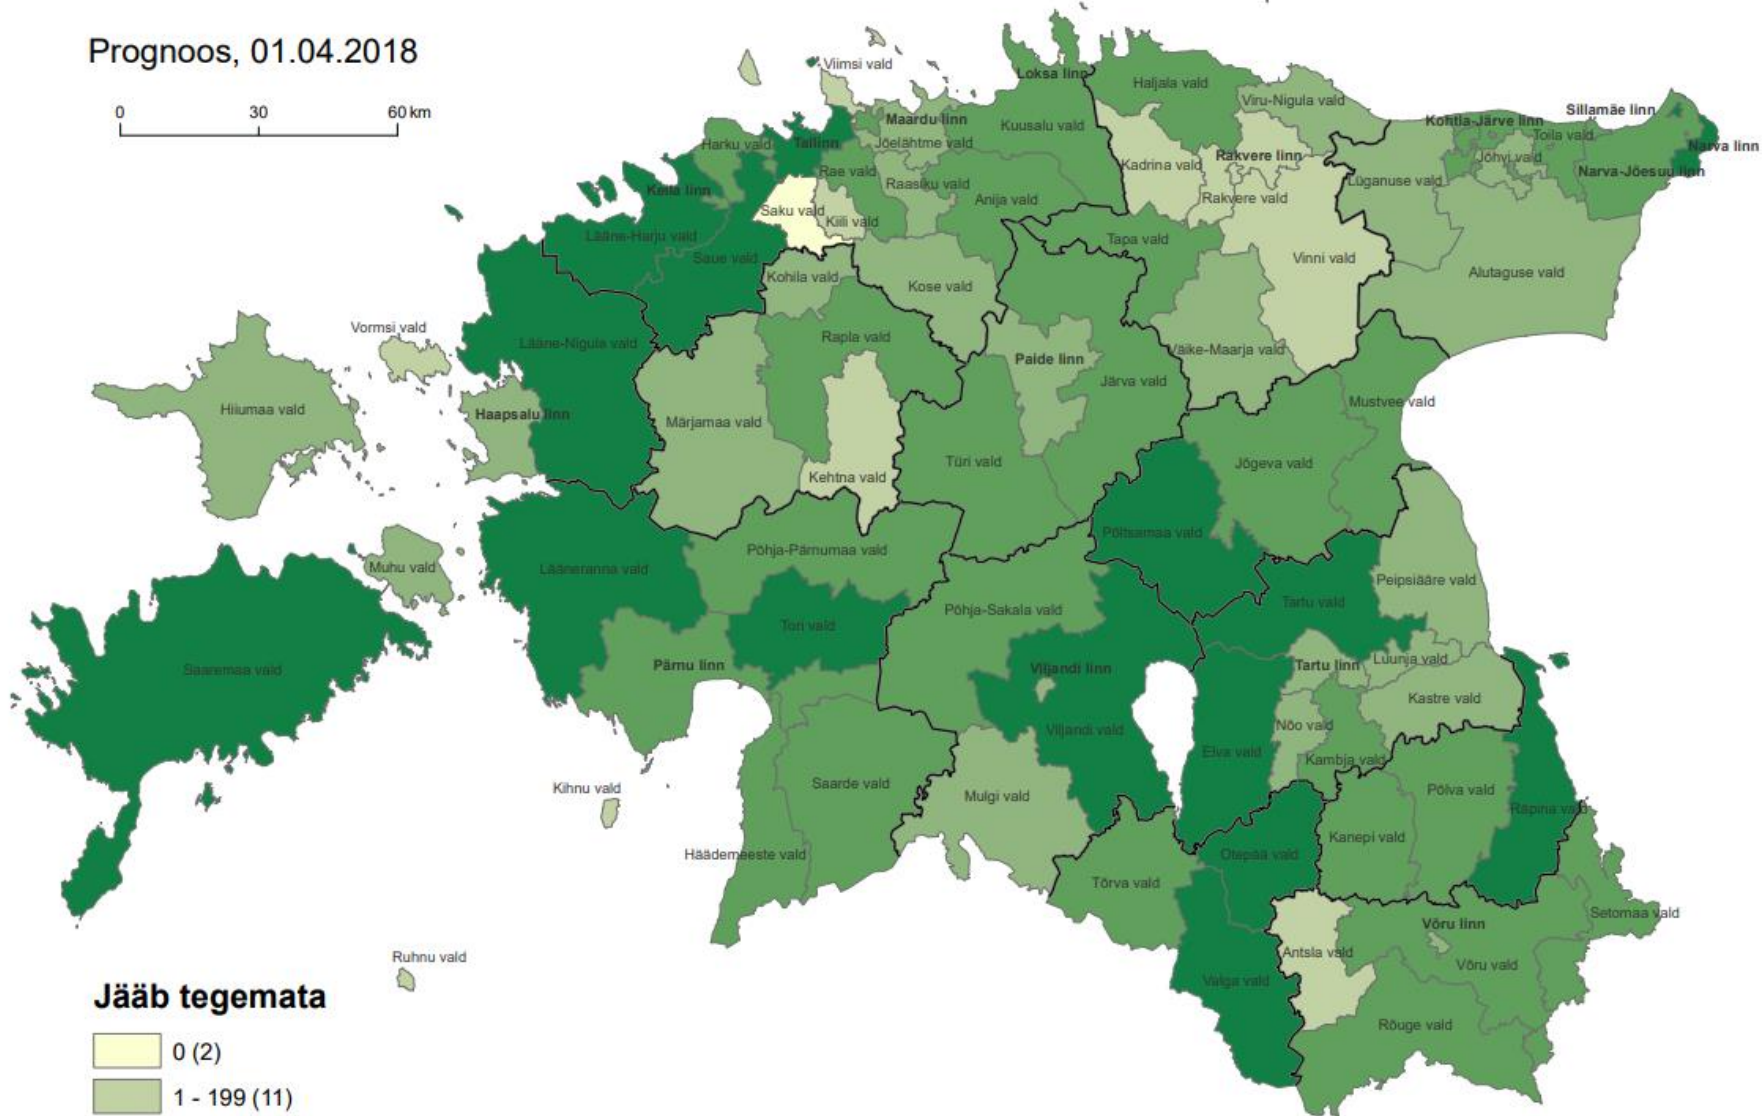 Prognoos, 01.04.2018
0 30 60 km
Viimsi vald
Loksa linn
Haljala vald
Viru-Nigula vald
Sillamäe linn
Maardu linn
Kuusalu vald
Kohtla-Järve linn
Toila vald
Harku vald
Tallinn
Jõelähtme vald
Narva linn
Rakvere linn
Jõhvi vald
Kadrina vald
Rae vald
Narva-Jõesuu linn
Keila linn
Raasiku vald
Lüganuse vald
Anija vald
Rakvere vald
Saku vald
Kiili vald
Lääne-Harju vald
Tapa vald
Saue vald
Vinni vald
Kohila vald
Alutaguse vald
Kose vald
Vormsi vald
Rapla vald
Lääne-Nigula vald
Väike-Maarja vald
Paide linn
Järva vald
Mustvee vald
Hiiumaa vald
Haapsalu linn
Märjamaa vald
Türi vald
Jõgeva vald
Kehtna vald
Põltsamaa vald
Põhja-Pärnumaa vald
Muhu vald
Lääneranna vald
Peipsiääre vald
Tartu vald
Põhja-Sakala vald
Tori vald
Luunja vald
Pärnu linn
Tartu linn
Viljandi linn
Saaremaa vald
Kastre vald
Nõo vald
Viljandi vald
Elva vald
Kambja vald
Saarde vald
Kihnu vald
Põlva vald
Mulgi vald
Räpina vald
Kanepi vald
Häädemeeste vald
Otepää vald
Tõrva vald
Setomaa vald
Võru linn
Antsla vald
Ruhnu vald
Võru vald
Valga vald
Rõuge vald
Jääb tegemata
0 (2)
1 - 199 (11)